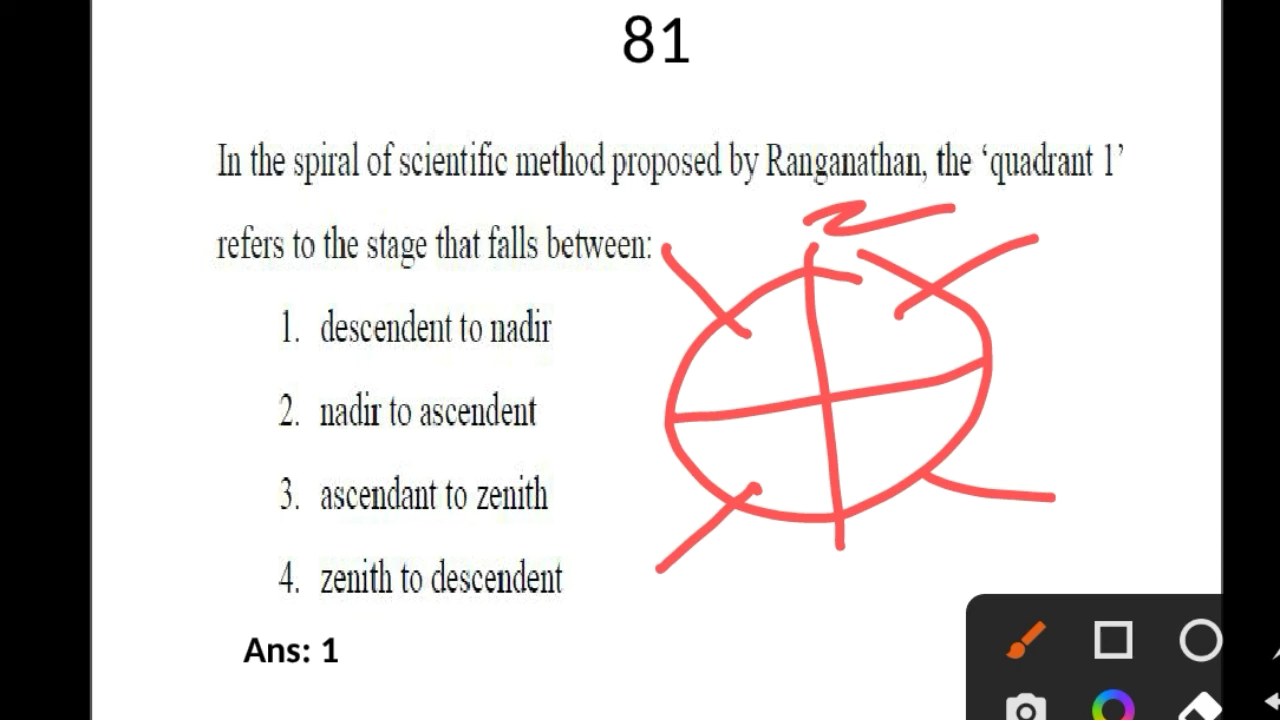 81
In the spiral of scientific method proposed by Ranganathan, the ‘quadrant 1’
refers to the stage that falls between:
1. descendent to nadir
2. nadir to ascendent
3. ascendant to zenith
4. zenith to descendent
Ans: 1